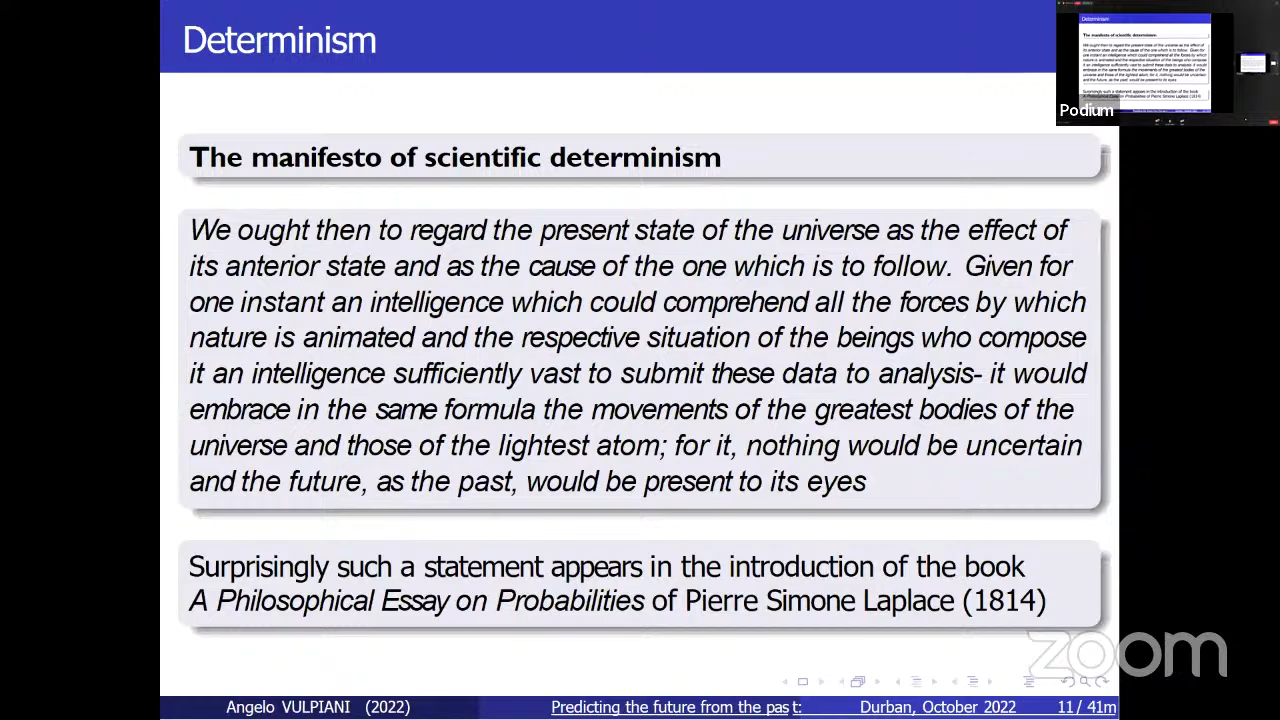 Determinism
Podium
The manifesto of scientific determinism
We ought then to regard the present state of the universe as the effect of
its anterior state and as the cause of the one which is to follow. Given for
one instant an intelligence which could comprehend all the forces by which
nature is animated and the respective situation of the beings who compose
it an intelligence sufficiently vast to submit these data to analysis- it would
embrace in the same formula the movements of the greatest bodies of the
universe and those of the lightest atom; for it, nothing would be uncertain
and the future, as the past, would be present to its eyes
Surprisingly such a statement appears in the introduction of the book
A Philosophical Essay on Probabilities of Pierre Simone Laplace (1814)
zoom
Angelo VULPIANI (2022) Predicting the future from the past: Durban, October 2022 11 / 41m